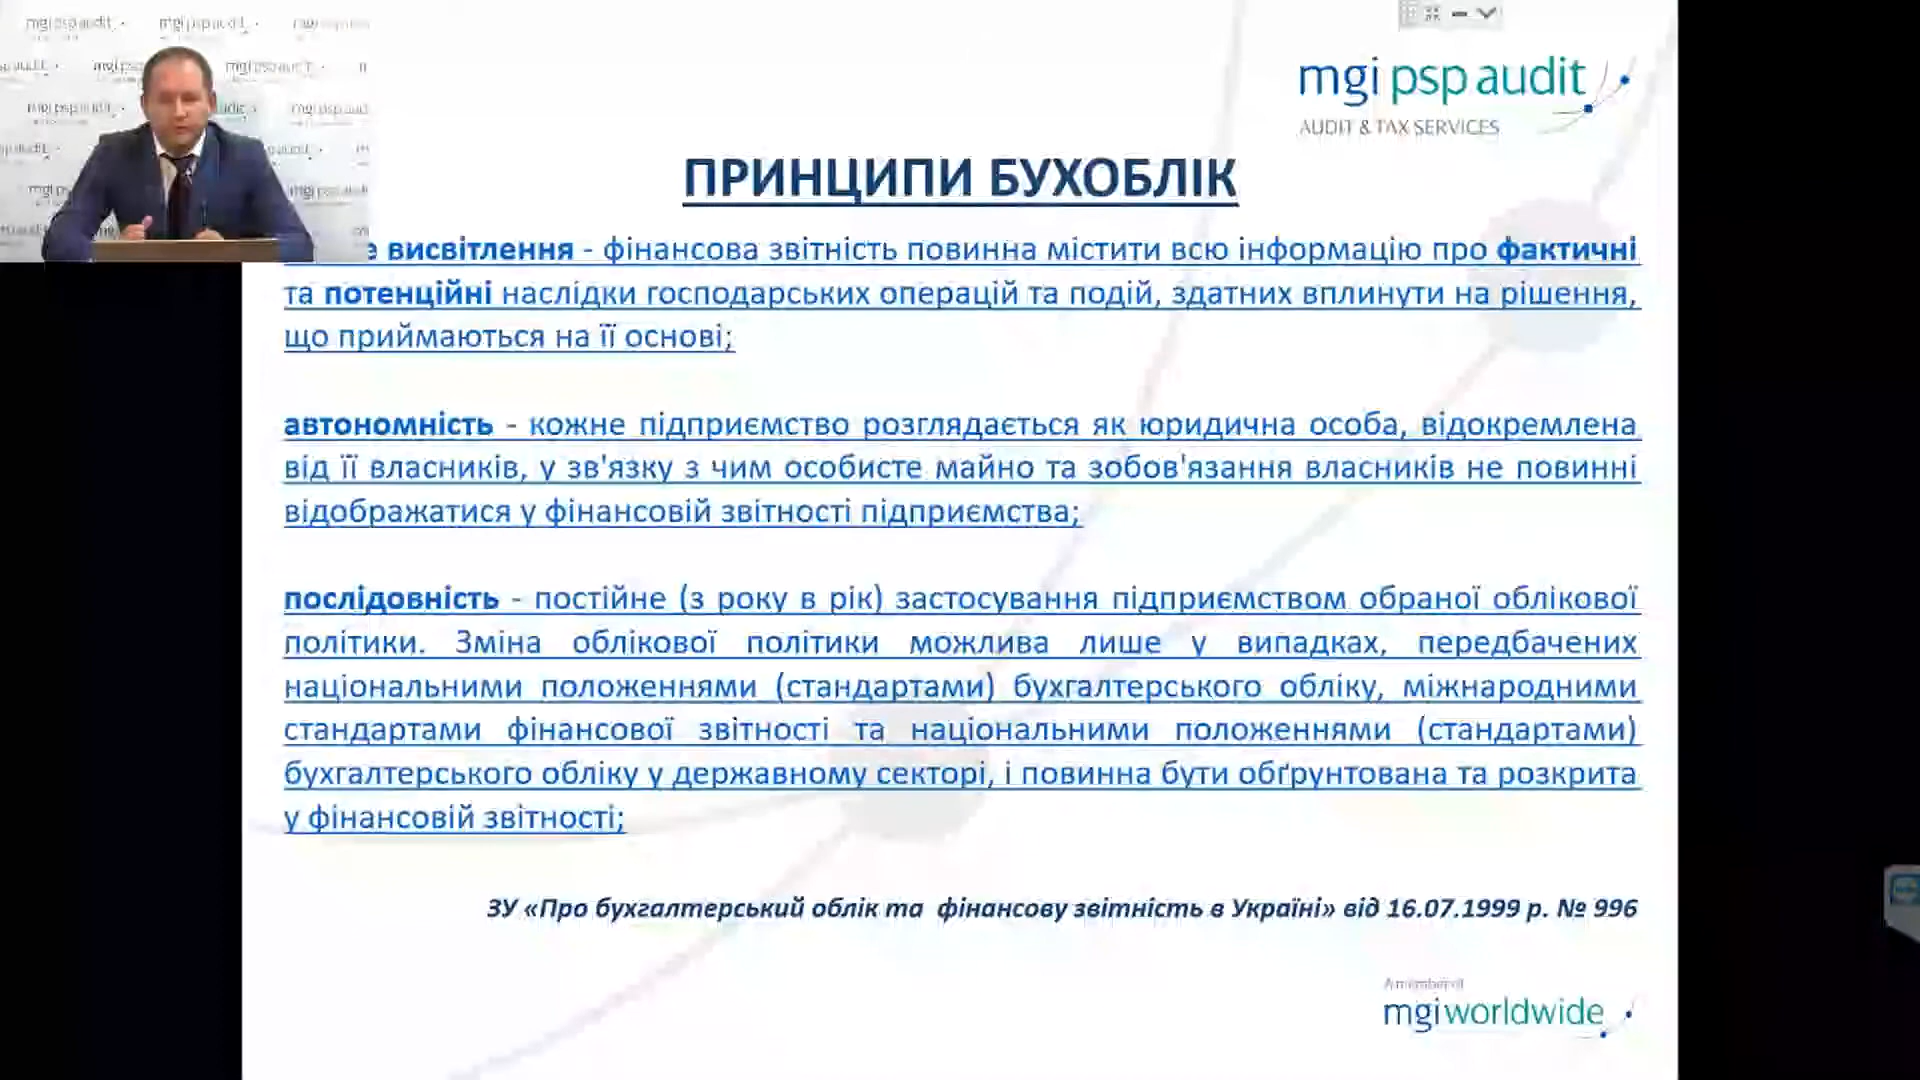 mgi psp audit
AUDIT & TAX SERVICES
ПРИНЦИПИ БУХОБЛІК
е висвітлення - фінансова звітність повинна містити всю інформацію про фактичні
та потенційні наслідки господарських операцій та подій, здатних вплинути на рішення,
що приймаються на її основі;
автономність - кожне підприємство розглядається як юридична особа, відокремлена
від її власників, у зв'язку з чим особисте майно та зобов'язання власників не повинні
відображатися у фінансовій звітності підприємства;
послідовність - постійне (з року в рік) застосування підприємством обраної облікової
політики. Зміна облікової політики можлива лише у випадках, передбачених
національними положеннями (стандартами) бухгалтерського обліку, міжнародними
стандартами фінансової звітності та національними положеннями (стандартами)
бухгалтерського обліку у державному секторі, і повинна бути обґрунтована та розкрита
у фінансовій звітності;
ЗУ «Про бухгалтерський облік та фінансову звітність в Україні» від 16.07.1999 р. № 996
A member of
mgi worldwide